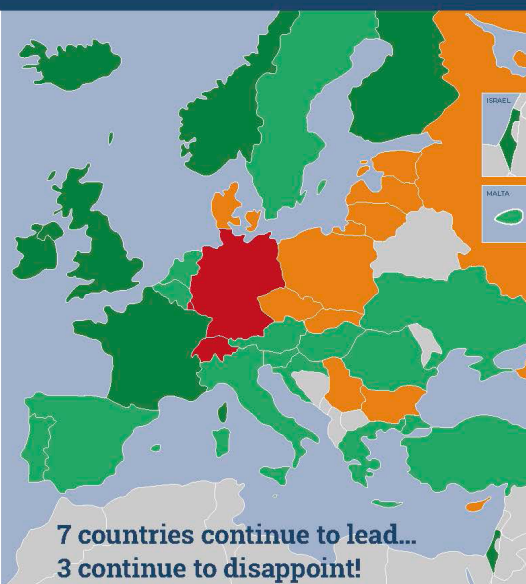 ISRAEL
MALTA
7 countries continue to lead...
3 continue to disappoint!